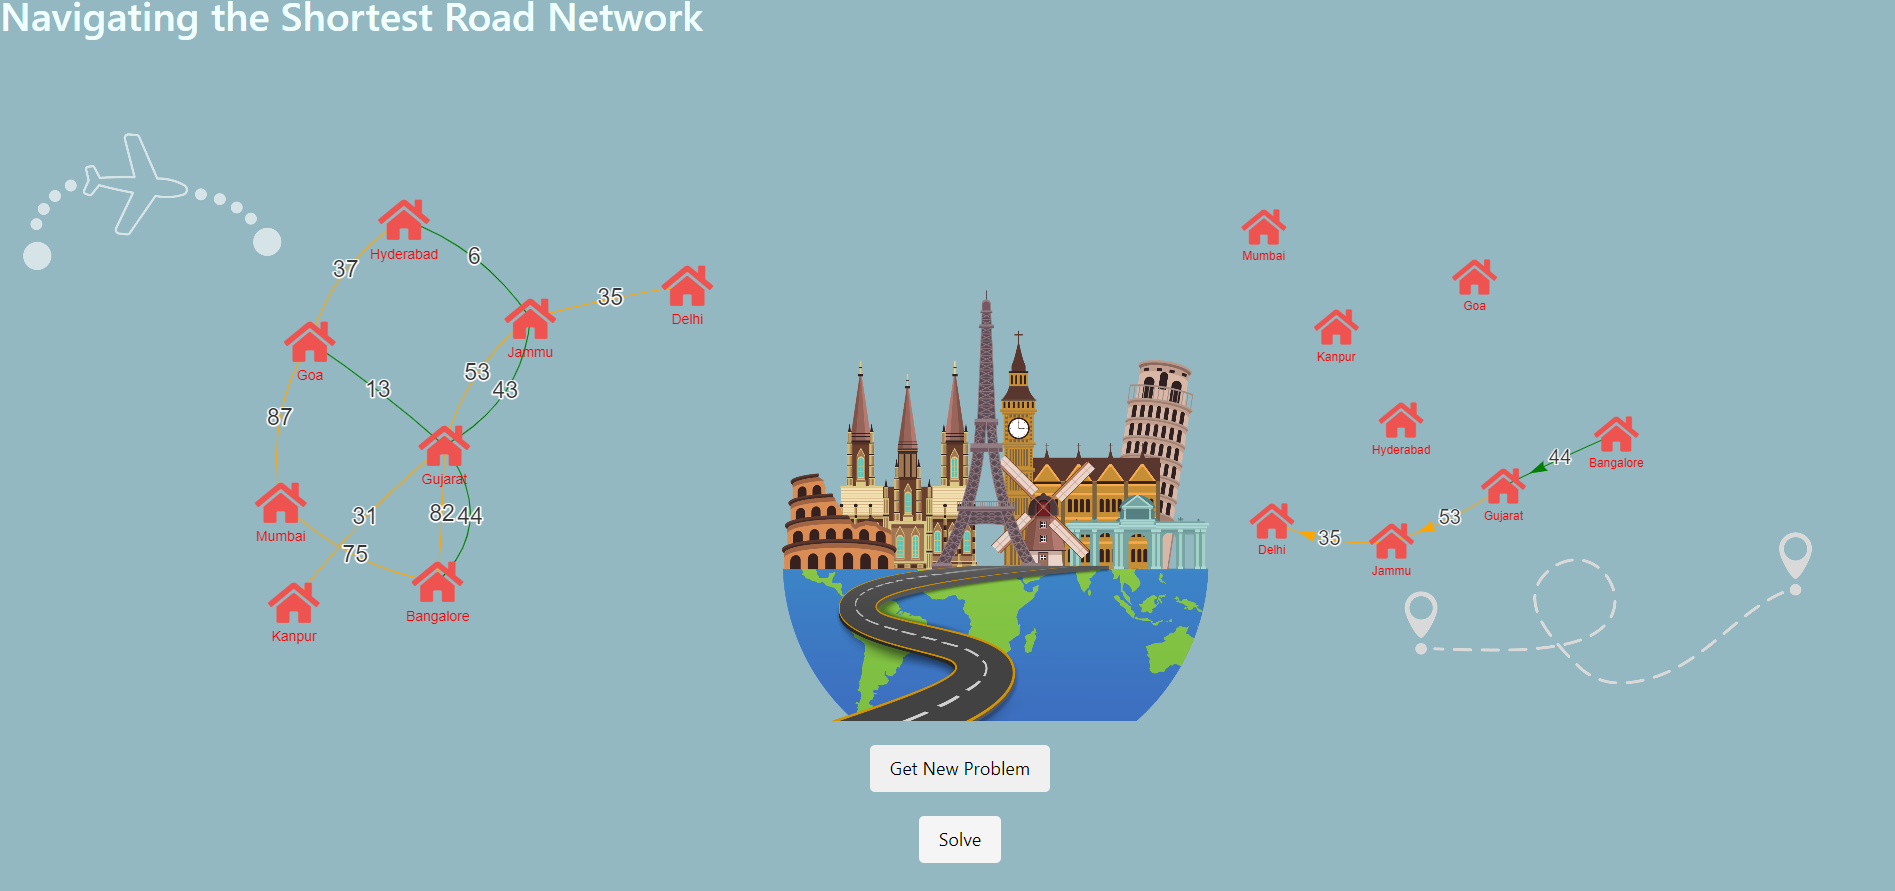 Navigating the Shortest Road Network
Hyderabad
37
6
35
Delhi
Jammu
Goa
53
43
13
87
Gujarat
31
82
44
Mumbai
75
Bangalore
Kanpur
Mumbai
Goa
Kanpur
Hyderabad
44
Bangalore
Gujarat
53
35
Delhi
Jammu
Get New Problem
Solve